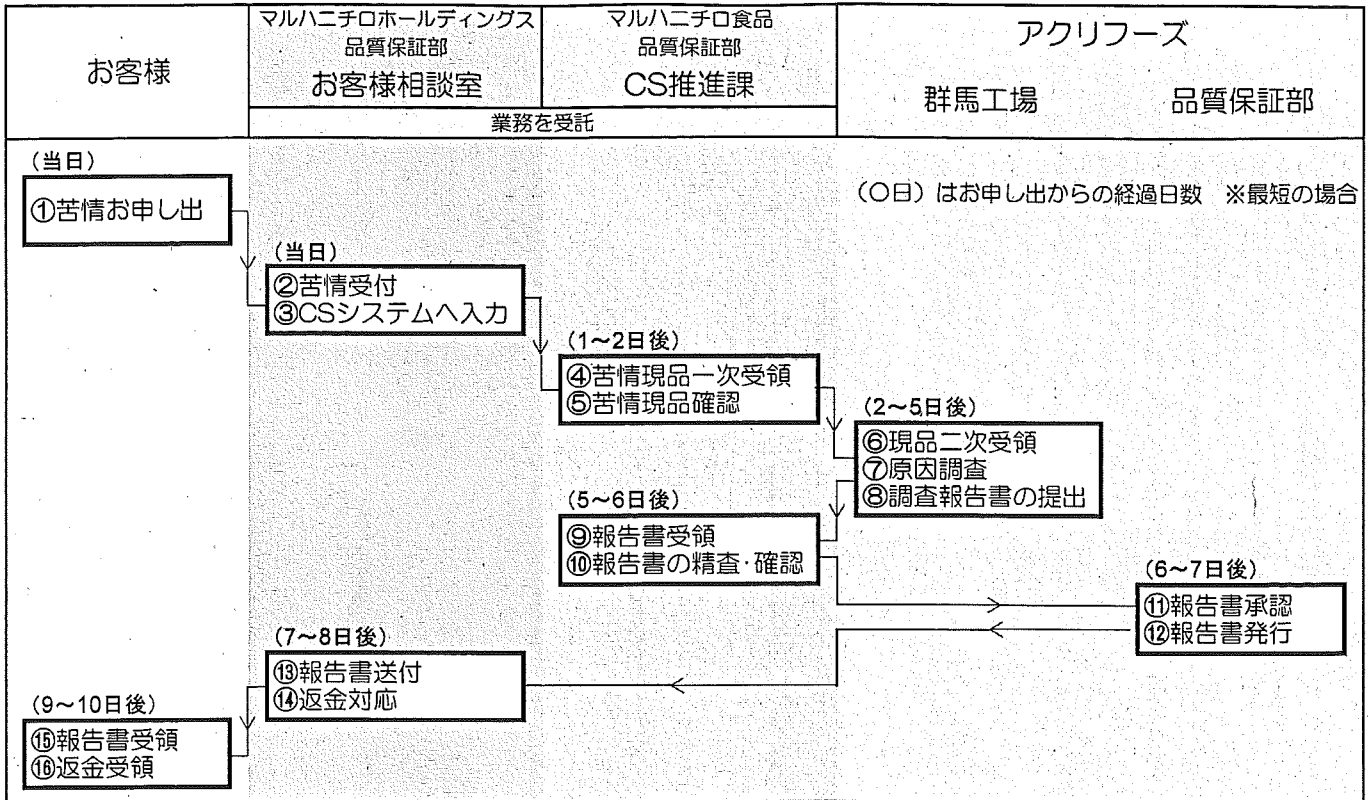 お客様
マルハニチロホールディングス
品質保証部
お客様相談室
マルハニチロ食品
品質保証部
CS推進課
業務を受託
アクリフーズ
群馬工場
品質保証部
(〇日)はお申し出からの経過日数 ※最短の場合
(当日)
①苦情お申し出
(当日)
②苦情受付
③CSシステムへ入力
(1~2日後)
④苦情現品一次受領
⑤苦情現品確認
(2~5日後)
⑥現品二次受領
⑦原因調査
⑧調査報告書の提出
(5~6日後)
⑨報告書受領
⑩報告書の精査・確認
(6~7日後)
⑪報告書承認
⑫報告書発行
(7~8日後)
⑬報告書送付
⑭返金対応
(9~10日後)
⑮報告書受領
⑯返金受領